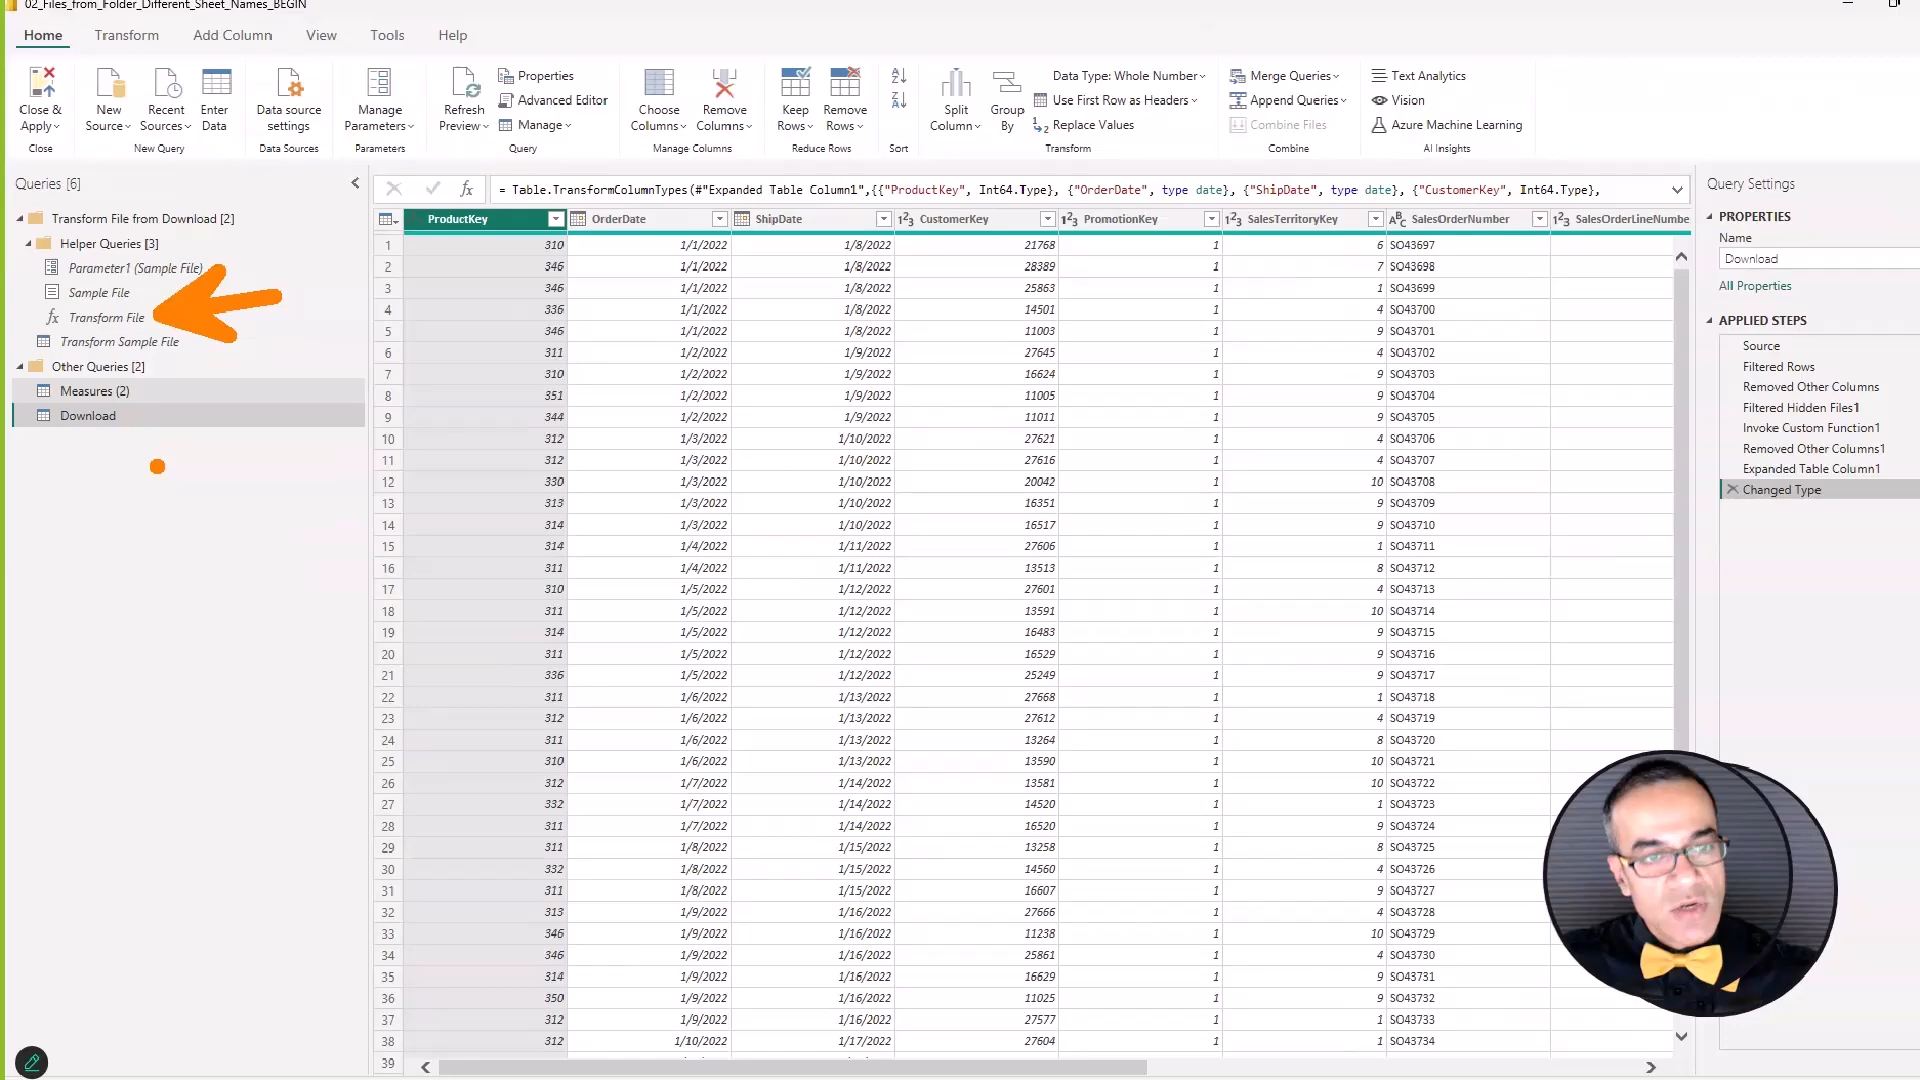 02_Files_from_Folder_Different_Sheet_Names_BEGIN
Home Transform Add Column View Tools Help
Close & Apply
Close
New Source
Recent Sources
Enter Data
New Query
Data source settings
Data Sources
Manage Parameters
Parameters
Refresh Preview
Properties
Advanced Editor
Manage
Query
Choose Columns
Remove Columns
Manage Columns
Keep Rows
Remove Rows
Reduce Rows
Sort
Split Column
Group By
Data Type: Whole Number
Use First Row as Headers
Replace Values
Transform
Merge Queries
Append Queries
Combine Files
Combine
Text Analytics
Vision
Azure Machine Learning
AI Insights
Queries [6]
Transform File from Download [2]
Helper Queries [3]
Parameter1 (Sample File)
Sample File
fx Transform File
Transform Sample File
Other Queries [2]
Measures (2)
Download
fx = Table.TransformColumnTypes(#"Expanded Table Column1",{{"ProductKey", Int64.Type}, {"OrderDate", type date}, {"ShipDate", type date}, {"CustomerKey", Int64.Type},
ProductKey OrderDate ShipDate 123 CustomerKey 123 PromotionKey 123 SalesTerritoryKey ABC SalesOrderNumber 123 SalesOrderLineNumbe
1 310 1/1/2022 1/8/2022 21768 1 6 SO43697
2 346 1/1/2022 1/8/2022 28389 1 7 SO43698
3 346 1/1/2022 1/8/2022 25863 1 1 SO43699
4 336 1/1/2022 1/8/2022 14501 1 4 SO43700
5 346 1/1/2022 1/8/2022 11003 1 9 SO43701
6 311 1/2/2022 1/9/2022 27645 1 4 SO43702
7 310 1/2/2022 1/9/2022 16624 1 9 SO43703
8 351 1/2/2022 1/9/2022 11005 1 9 SO43704
9 344 1/2/2022 1/9/2022 11011 1 9 SO43705
10 312 1/3/2022 1/10/2022 27621 1 4 SO43706
11 312 1/3/2022 1/10/2022 27616 1 4 SO43707
12 330 1/3/2022 1/10/2022 20042 1 10 SO43708
13 313 1/3/2022 1/10/2022 16351 1 9 SO43709
14 314 1/3/2022 1/10/2022 16517 1 9 SO43710
15 314 1/4/2022 1/11/2022 27606 1 1 SO43711
16 311 1/4/2022 1/11/2022 13513 1 8 SO43712
17 310 1/5/2022 1/12/2022 27601 1 4 SO43713
18 311 1/5/2022 1/12/2022 13591 1 10 SO43714
19 314 1/5/2022 1/12/2022 16483 1 9 SO43715
20 311 1/5/2022 1/12/2022 16529 1 9 SO43716
21 336 1/5/2022 1/12/2022 25249 1 9 SO43717
22 311 1/6/2022 1/13/2022 27668 1 1 SO43718
23 312 1/6/2022 1/13/2022 27612 1 4 SO43719
24 311 1/6/2022 1/13/2022 13264 1 8 SO43720
25 310 1/6/2022 1/13/2022 13590 1 10 SO43721
26 312 1/7/2022 1/14/2022 13581 1 10 SO43722
27 332 1/7/2022 1/14/2022 14520 1 1 SO43723
28 311 1/7/2022 1/14/2022 16520 1 9 SO43724
29 311 1/8/2022 1/15/2022 13258 1 8 SO43725
30 332 1/8/2022 1/15/2022 14560 1 4 SO43726
31 311 1/8/2022 1/15/2022 16607 1 9 SO43727
32 313 1/9/2022 1/16/2022 27666 1 4 SO43728
33 346 1/9/2022 1/16/2022 11238 1 10 SO43729
34 346 1/9/2022 1/16/2022 25861 1 4 SO43730
35 314 1/9/2022 1/16/2022 16629 1 9 SO43731
36 350 1/9/2022 1/16/2022 11025 1 9 SO43732
37 312 1/9/2022 1/16/2022 27577 1 1 SO43733
38 312 1/10/2022 1/17/2022 27604 1 1 SO43734
39
Query Settings
PROPERTIES
Name
Download
All Properties
APPLIED STEPS
Source
Filtered Rows
Removed Other Columns
Filtered Hidden Files1
Invoke Custom Function1
Removed Other Columns1
Expanded Table Column1
Changed Type